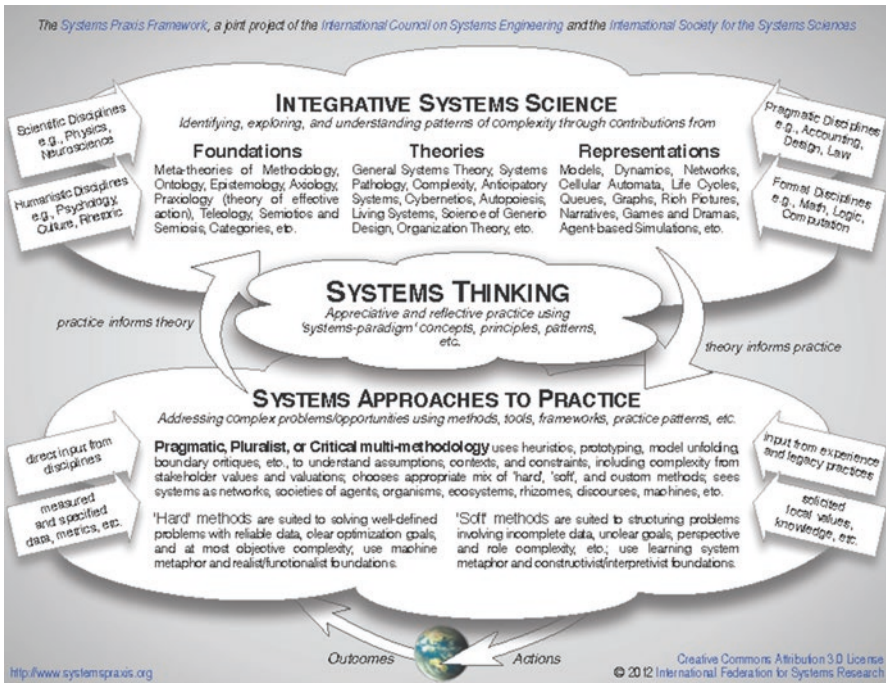 The Systems Praxis Framework, a joint project of the International Council on Systems Engineering and the International Society for the Systems Sciences
INTEGRATIVE SYSTEMS SCIENCE
Identifying, exploring, and understanding patterns of complexity through contributions from
Scientific Disciplines
e.g., Physics,
Neuroscience
Humanistic Disciplines
e.g., Psychology,
Culture, Rhetoric
Foundations
Meta-theories of Methodology,
Ontology, Epistemology, Axiology,
Praxiology (theory of effective
action), Teleology, Semiotics and
Semiosis, Categories, etc.
Theories
General Systems Theory, Systems
Pathology, Complexity, Anticipatory
Systems, Cybernetics, Autopoiesis,
Living Systems, Science of Generic
Design, Organization Theory, etc.
Representations
Models, Dynamics, Networks,
Cellular Automata, Life Cycles,
Queues, Graphs, Rich Pictures,
Narratives, Games and Dramas,
Agent-based Simulations, etc.
Pragmatic Disciplines
e.g., Accounting,
Design, Law
Formal Disciplines
e.g., Math, Logic,
Computation
SYSTEMS THINKING
Appreciative and reflective practice using
'systems-paradigm' concepts, principles, patterns,
etc.
practice informs theory
theory informs practice
SYSTEMS APPROACHES TO PRACTICE
Addressing complex problems/opportunities using methods, tools, frameworks, practice patterns, etc.
direct input from
disciplines
measured
and specified
data, metrics, etc.
Pragmatic, Pluralist, or Critical multi-methodology uses heuristics, prototyping, model unfolding,
boundary critiques, etc., to understand assumptions, contexts, and constraints, including complexity from
stakeholder values and valuations; chooses appropriate mix of 'hard', 'soft', and custom methods; sees
systems as networks, societies of agents, organisms, ecosystems, rhizomes, discourses, machines, etc.
'Hard' methods are suited to solving well-defined
problems with reliable data, clear optimization goals,
and at most objective complexity; use machine
metaphor and realist/functionalist foundations.
'Soft' methods are suited to structuring problems
involving incomplete data, unclear goals, perspective
and role complexity, etc.; use learning system
metaphor and constructivist/interpretivist foundations.
input from experience
and legacy practices
solicited
local values,
knowledge, etc.
Outcomes
Actions
http://www.systemspraxis.org
Creative Commons Attribution 3.0 License
© 2012 International Federation for Systems Research